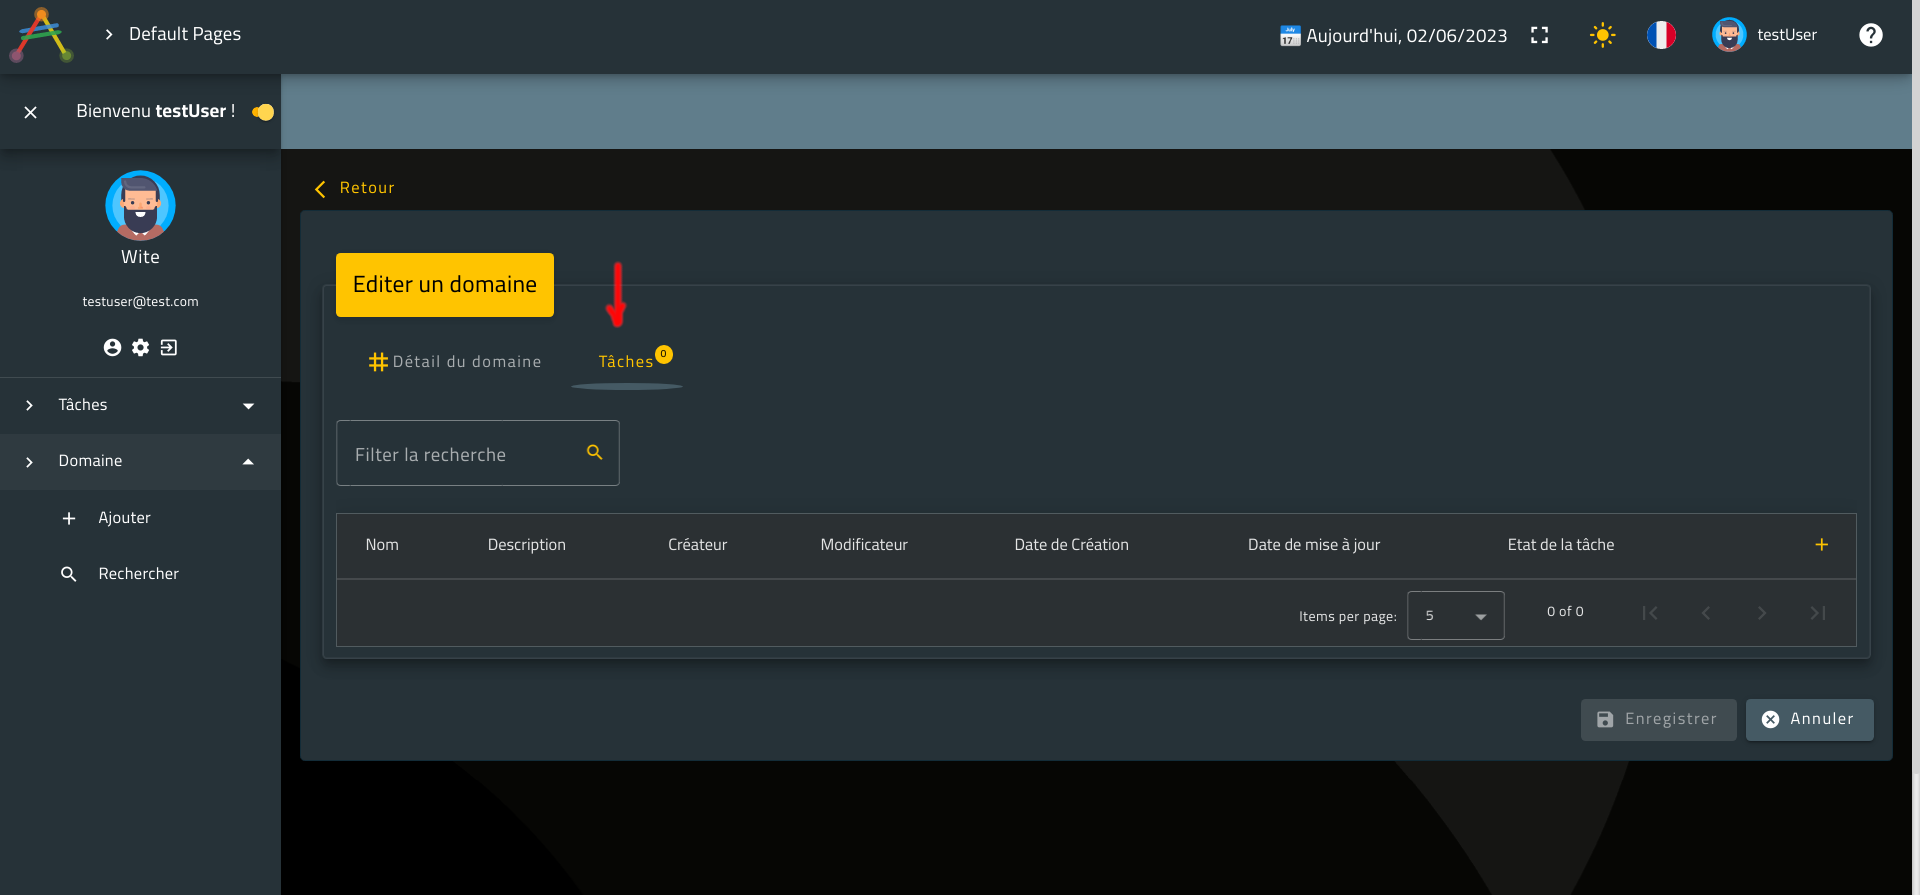 Default Pages
Aujourd'hui, 02/06/2023
testUser
Bienvenu testUser !
Wite
testuser@test.com
Tâches
Domaine
Ajouter
Rechercher
Retour
Editer un domaine
Détail du domaine
Tâches 0
Filter la recherche
Nom Description Créateur Modificateur Date de Création Date de mise à jour Etat de la tâche
Items per page: 5 0 of 0
Enregistrer Annuler